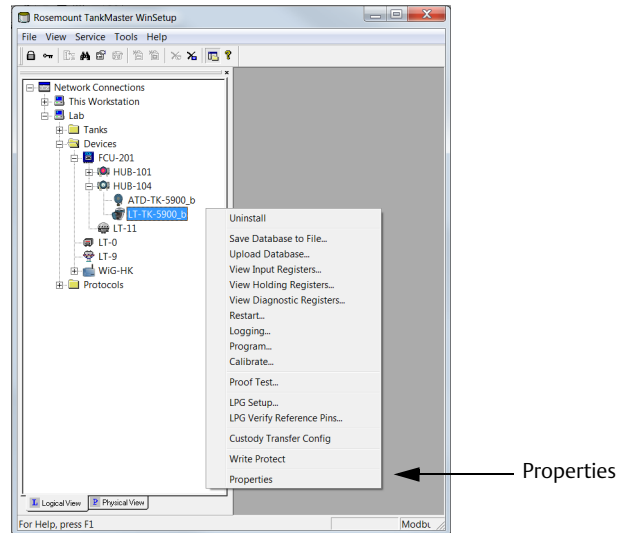 Rosemount TankMaster WinSetup
File View Service Tools Help
Network Connections
This Workstation
Lab
Tanks
Devices
FCU-201
HUB-101
HUB-104
ATD-TK-5900_b
LT-TK-5900_b
LT-11
LT-0
LT-9
WiG-HK
Protocols
Uninstall
Save Database to File...
Upload Database...
View Input Registers...
View Holding Registers...
View Diagnostic Registers...
Restart...
Logging...
Program...
Calibrate...
Proof Test...
LPG Setup...
LPG Verify Reference Pins...
Custody Transfer Config
Write Protect
Properties
Properties
L Logical View P Physical View
For Help, press F1
Modbu